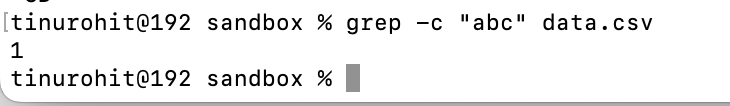 [tinurohit@192 sandbox % grep -c "abc" data.csv
1
tinurohit@192 sandbox %